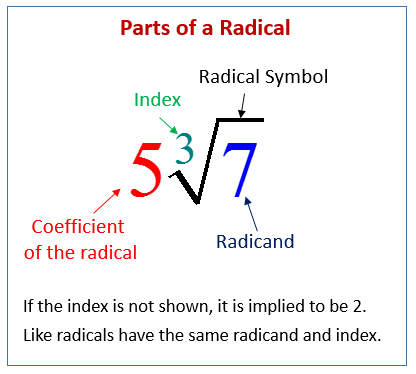 Parts of a Radical
Radical Symbol
Index
5 3 7
Coefficient
of the radical
Radicand
If the index is not shown, it is implied to be 2.
Like radicals have the same radicand and index.